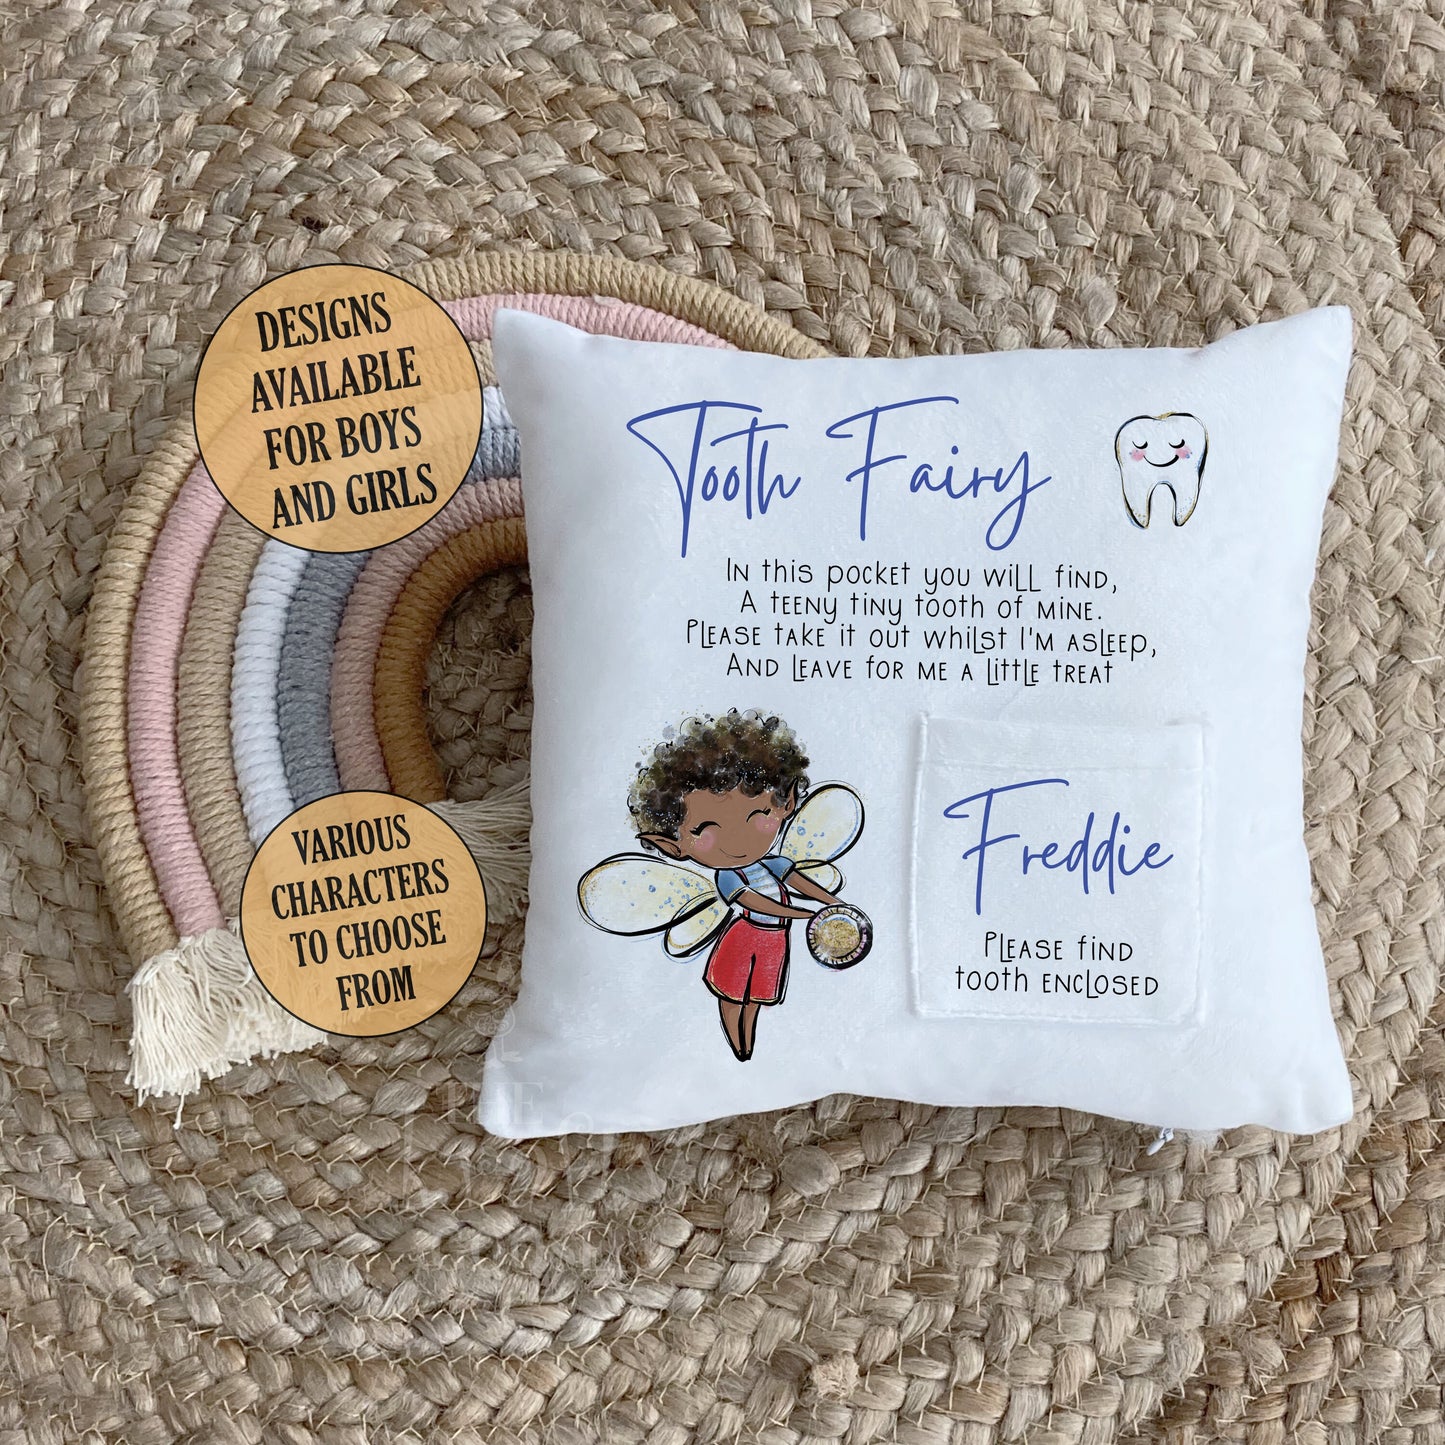 DESIGNS
AVAILABLE
FOR BOYS
AND GIRLS
Tooth Fairy
In this pocket you will find,
A teeny tiny tooth of mine.
Please take it out whilst I'm asleep,
And leave for me a little treat
VARIOUS
CHARACTERS
TO CHOOSE
FROM
Freddie
Please find
tooth enclosed